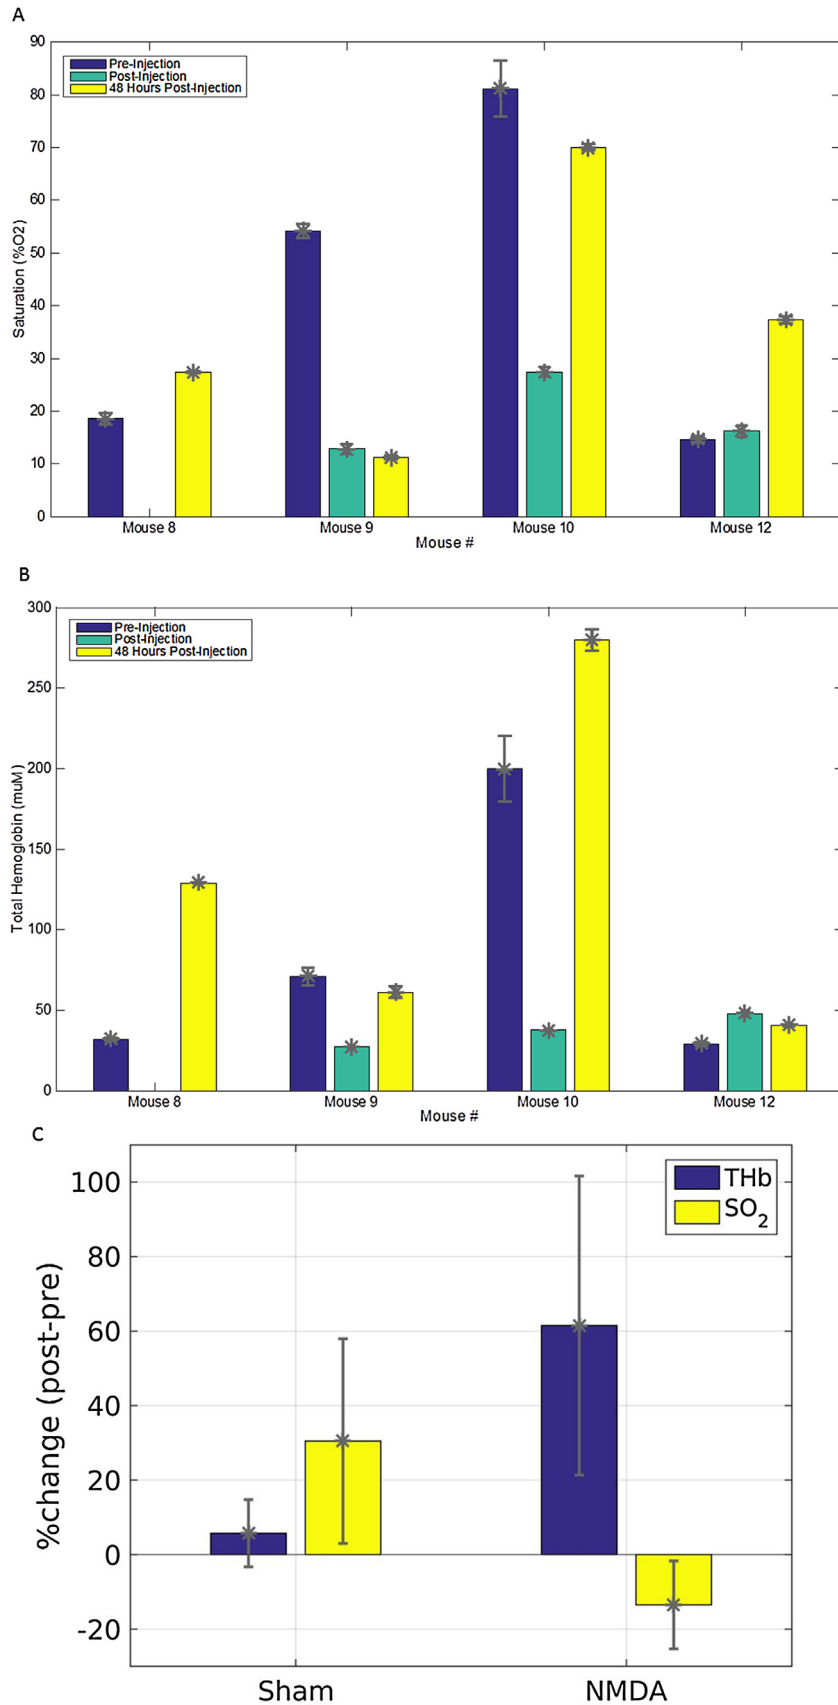 A
90
80
70
60
50
40
30
20
10
0
Saturation (%O2)
Pre-Injection
Post-Injection
48 Hours Post-Injection
Mouse 8 Mouse 9 Mouse 10 Mouse 12
Mouse #
B
300
250
200
150
100
50
0
Total Hemoglobin (muM)
Pre-Injection
Post-Injection
48 Hours Post-Injection
Mouse 8 Mouse 9 Mouse 10 Mouse 12
Mouse #
C
100
80
60
40
20
0
-20
%change (post-pre)
THb
SO2
Sham NMDA